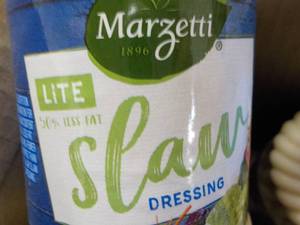 Marzetti
1896
®
LiTE
50% LESS FAT
Slaw
DRESSING